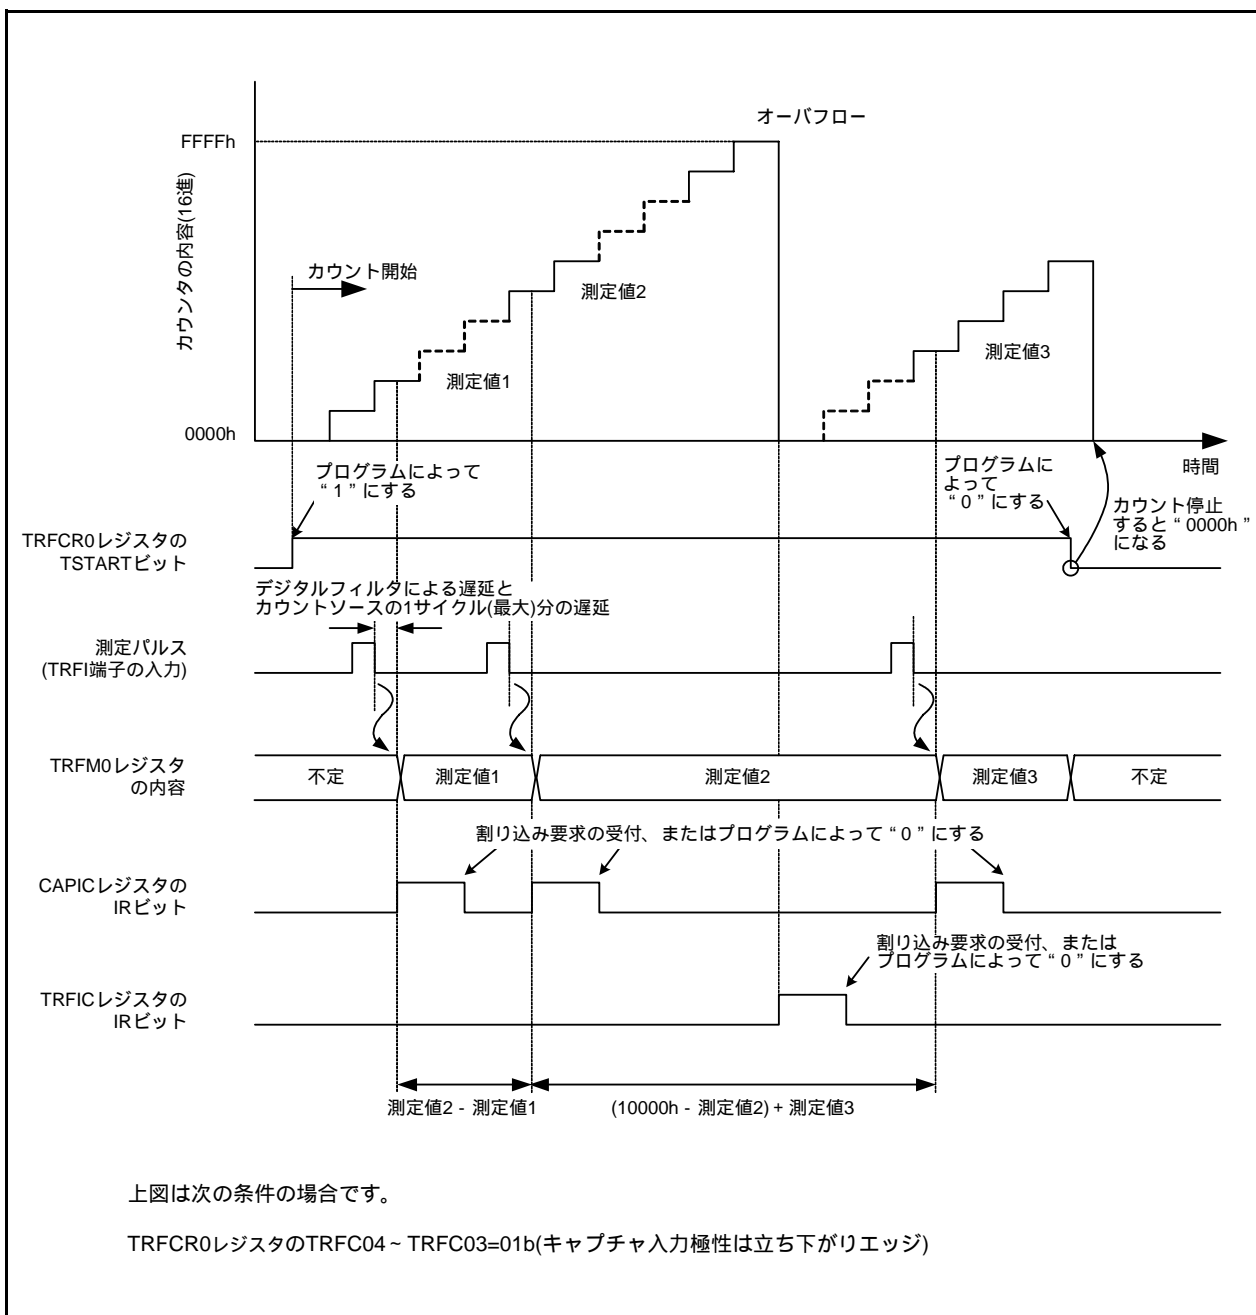 オーバフロー
FFFFh
カウンタの内容(16進)
カウント開始
測定値2
測定値1
測定値3
0000h
時間
プログラムによって
“ 1 ” にする
プログラムに
よって
“ 0 ” にする
カウント停止
すると “ 0000h ”
になる
TRFCR0レジスタの
TSTARTビット
デジタルフィルタによる遅延と
カウントソースの1サイクル(最大)分の遅延
測定パルス
(TRFI端子の入力)
TRFM0レジスタ
の内容
不定
測定値1
測定値2
測定値3
不定
割り込み要求の受付、またはプログラムによって “ 0 ” にする
CAPICレジスタの
IRビット
割り込み要求の受付、または
プログラムによって “ 0 ” にする
TRFICレジスタの
IRビット
測定値2 - 測定値1
(10000h - 測定値2) + 測定値3
上図は次の条件の場合です。
TRFCR0レジスタのTRFC04 ~ TRFC03=01b(キャプチャ入力極性は立ち下がりエッジ)